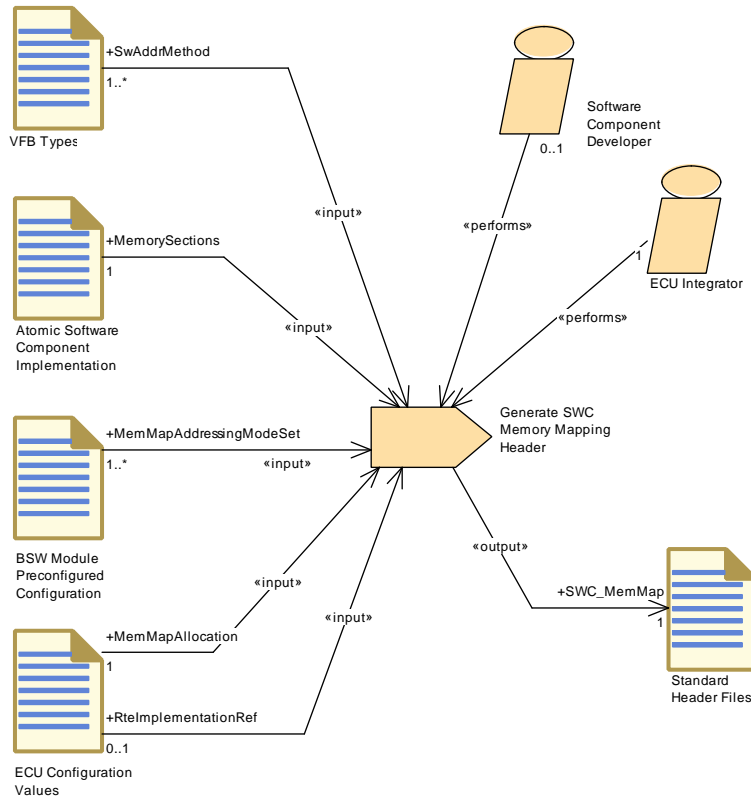 +SwAddrMethod
1..*
VFB Types
«input»
Software
Component
Developer
0..1
«performs»
+MemorySections
1
Atomic Software
Component
Implementation
«input»
1
ECU Integrator
«performs»
+MemMapAddressingModeSet
1..*
«input»
BSW Module
Preconfigured
Configuration
Generate SWC
Memory Mapping
Header
«output»
+SWC_MemMap
1
Standard
Header Files
+MemMapAllocation
1
«input»
«input»
+RteImplementationRef
0..1
ECU Configuration
Values